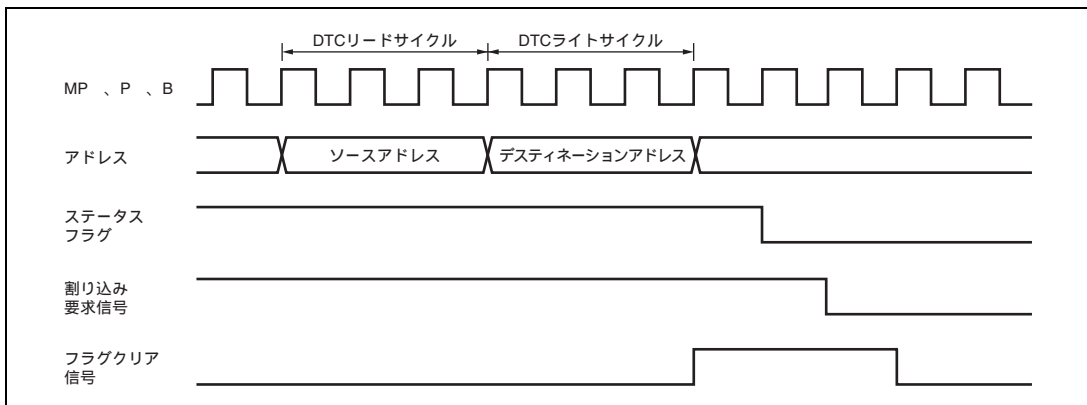 DTCリードサイクル DTCライトサイクル
MP 、P 、B
アドレス
ソースアドレス デスティネーションアドレス
ステータス
フラグ
割り込み
要求信号
フラグクリア
信号